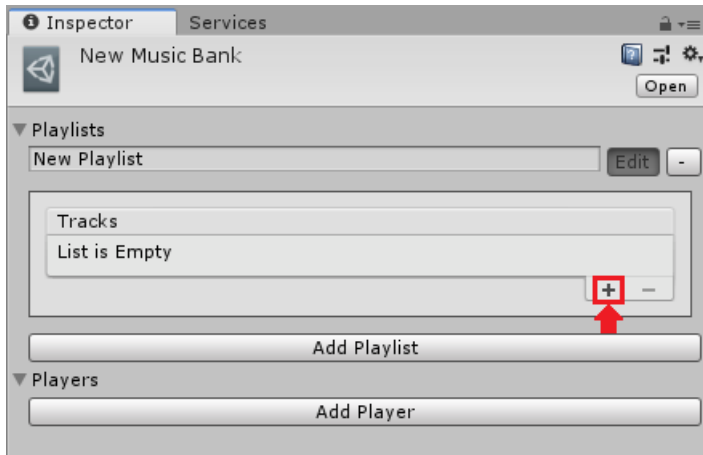 Inspector Services
New Music Bank
Open
Playlists
New Playlist Edit -
Tracks
List is Empty
+ −
Add Playlist
Players
Add Player